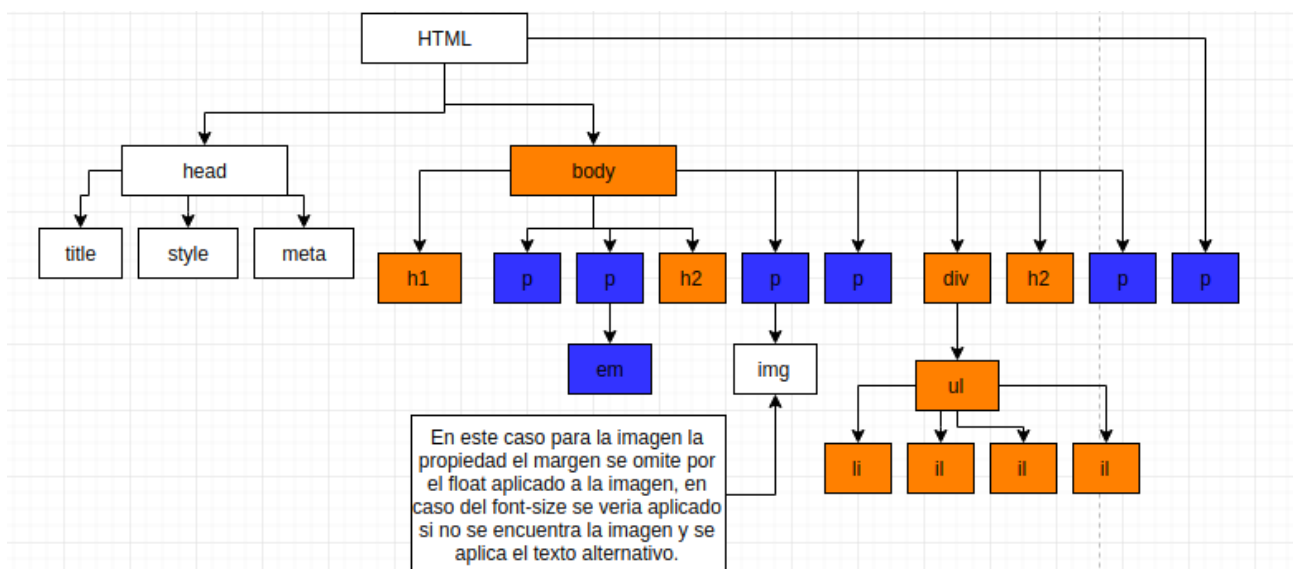 HTML
head
body
title
style
meta
h1
p
p
h2
p
p
div
h2
p
p
em
img
ul
En este caso para la imagen la
propiedad el margen se omite por
el float aplicado a la imagen, en
caso del font-size se veria aplicado
si no se encuentra la imagen y se
aplica el texto alternativo.
li
il
il
il